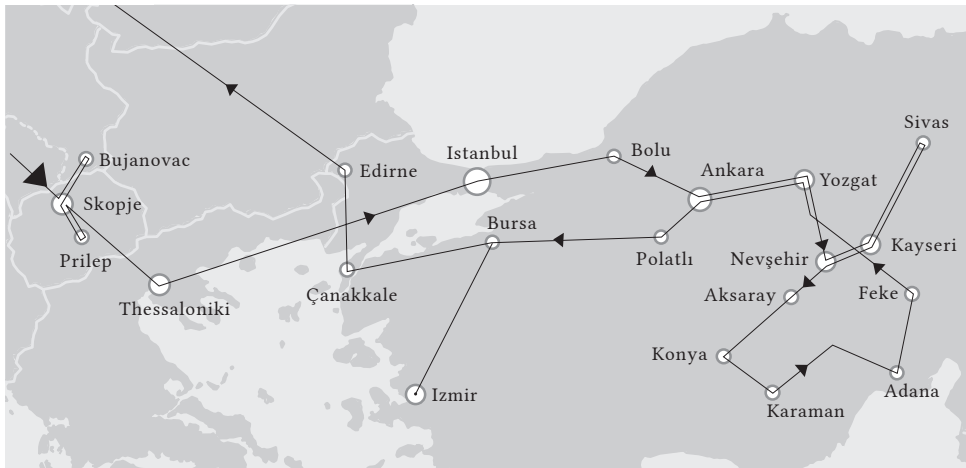 Sivas
Bolu
Istanbul
Bujanovac
Edirne
Ankara
Yozgat
Skopje
Bursa
Kayseri
Prilep
Polatlı
Nevşehir
Çanakkale
Aksaray
Feke
Thessaloniki
Konya
Izmir
Adana
Karaman